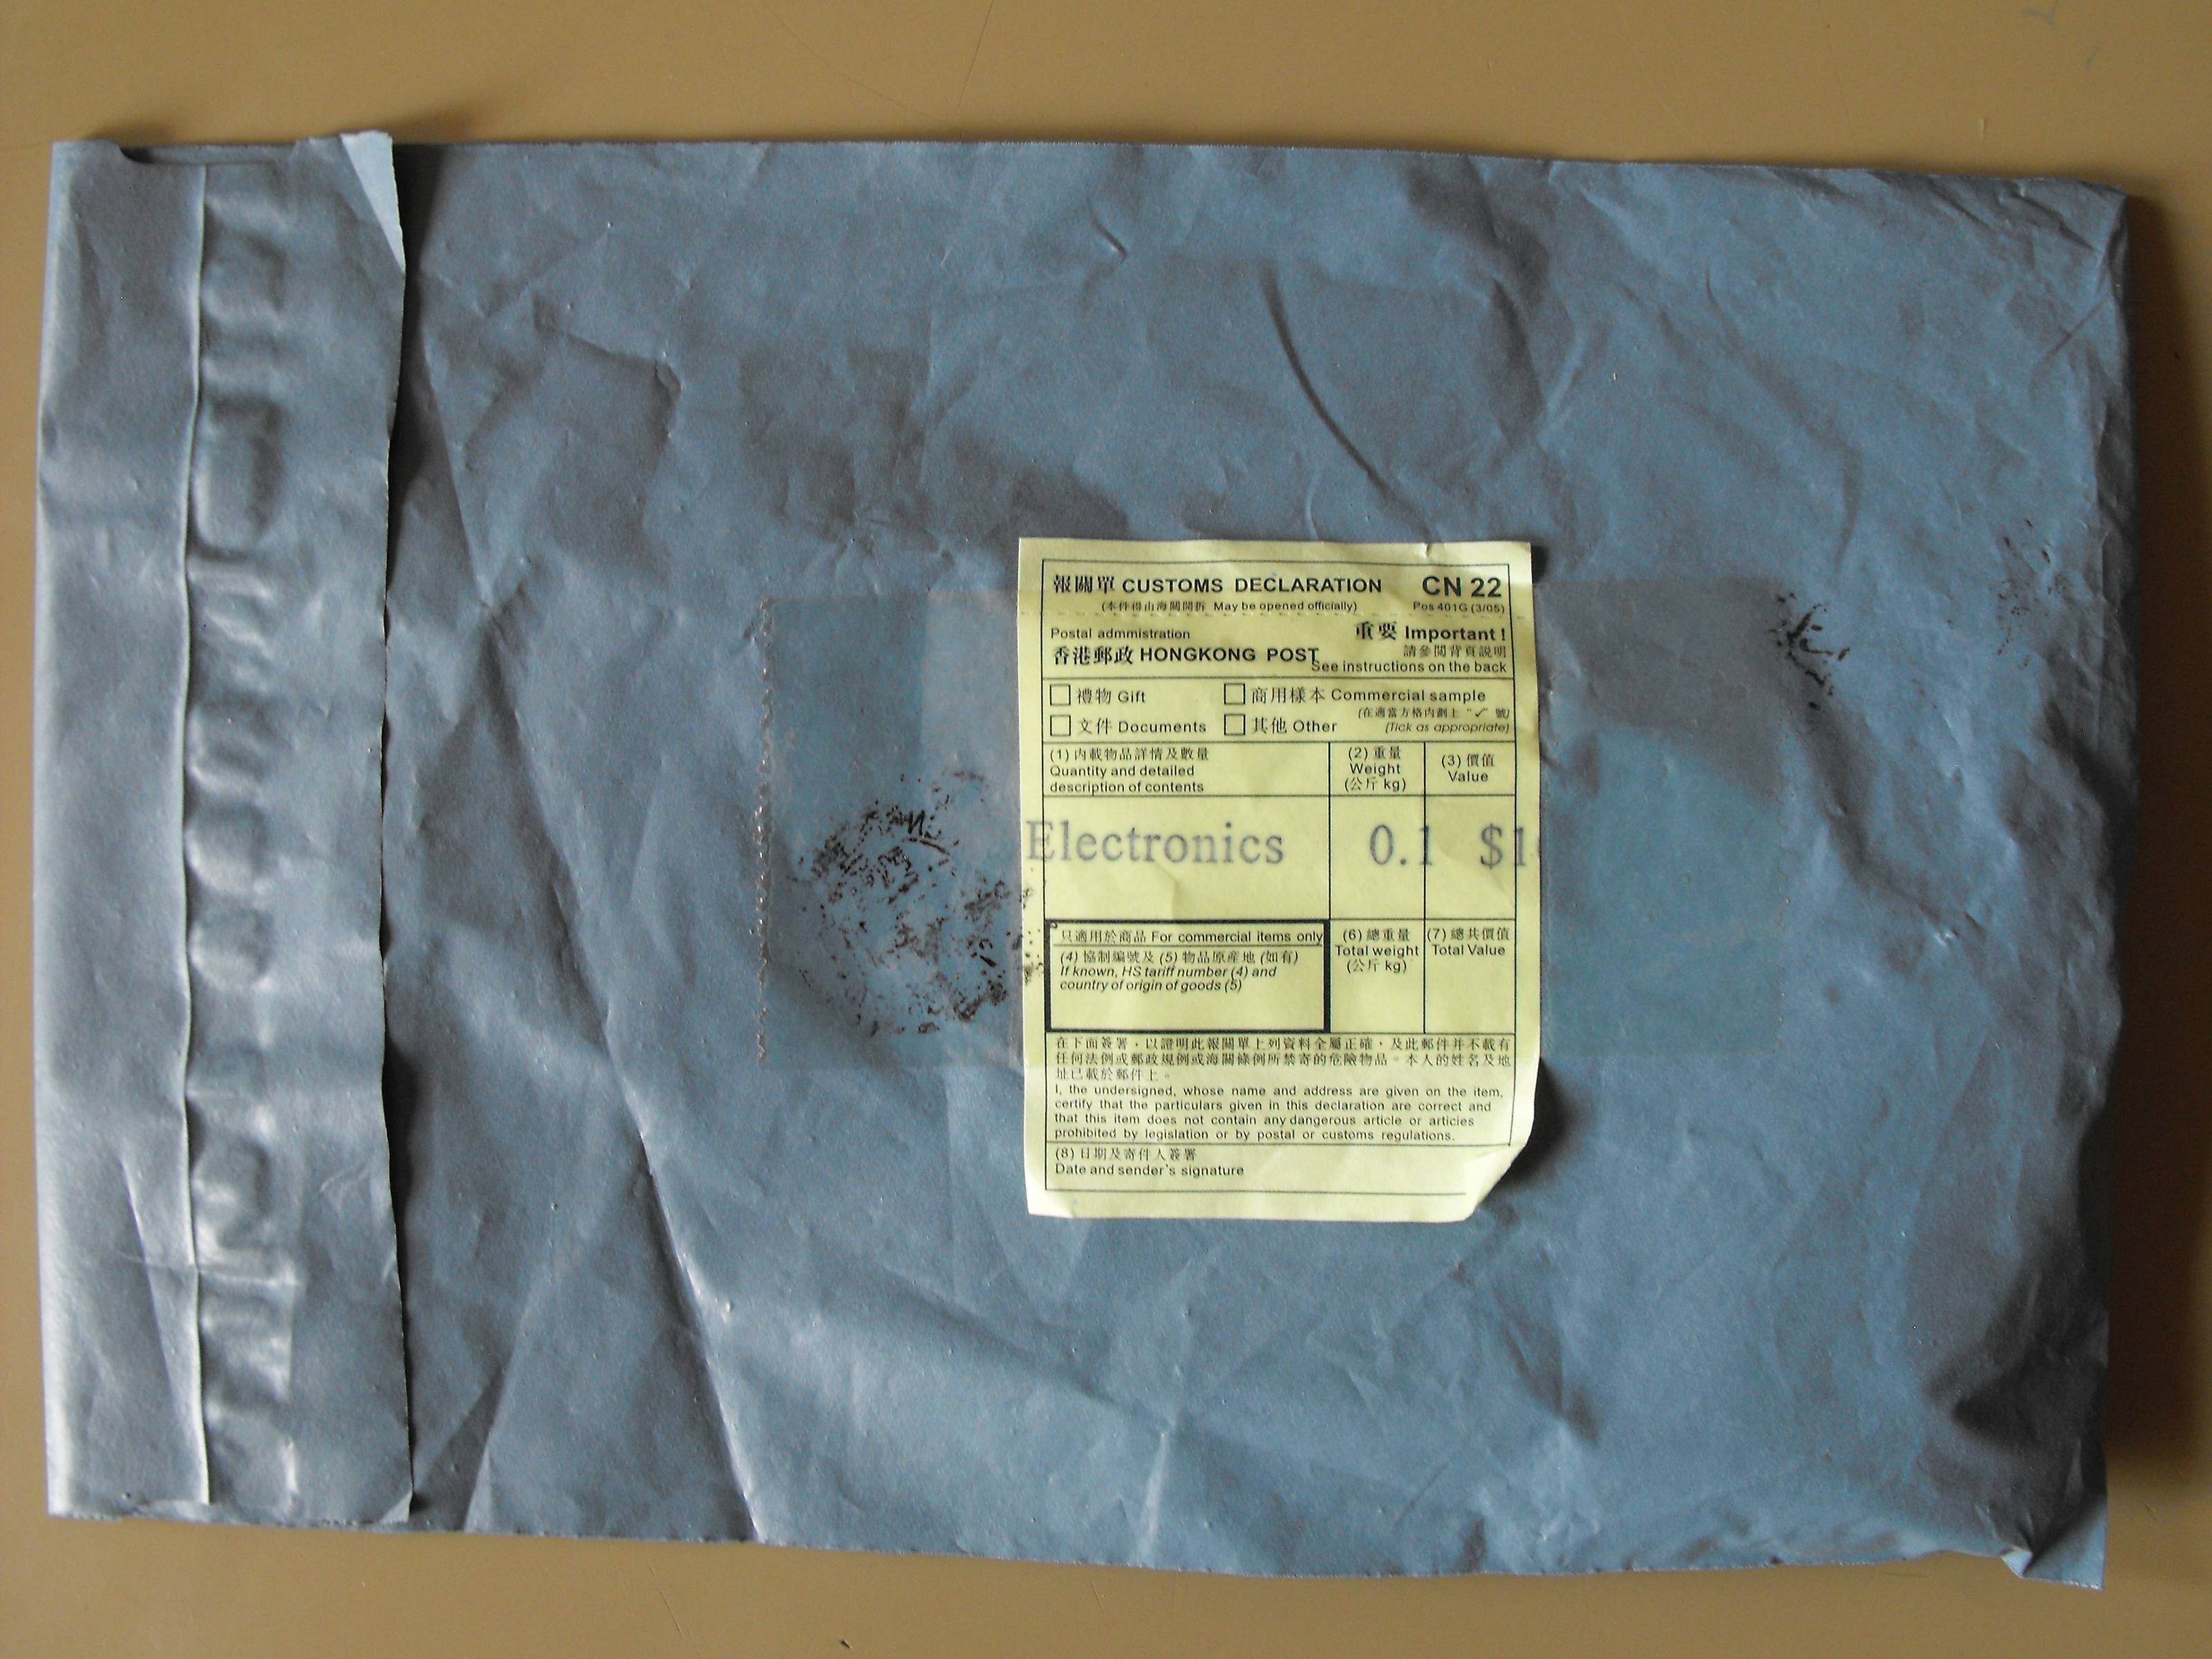 報關單 CUSTOMS DECLARATION CN 22
(本件得由海關開拆 May be opened officially) Pos 401G (3/05)
Postal admmistration 重要 Important !
香港郵政 HONGKONG POST 請參閱背頁説明
See instructions on the back
禮物 Gift 商用樣本 Commercial sample
(在適當方格內劃上 "✓" 號)
文件 Documents 其他 Other (Tick as appropriate)
(1) 內載物品詳情及數量 (2) 重量 (3) 價值
Quantity and detailed Weight Value
description of contents (公斤 kg)
Electronics 0.1 $1
只適用於商品 For commercial items only (6) 總重量 (7) 總共價值
(4) 協制編號及 (5) 物品原產地 (如有) Total weight Total Value
If known, HS tariff number (4) and (公斤 kg)
country of origin of goods (5)
在下面簽署，以證明此報關單上列資料全屬正確，及此郵件并不載有
任何法例或郵政規例或海關條例所禁寄的危險物品。本人的姓名及地
址已載於郵件上。
I, the undersigned, whose name and address are given on the item,
certify that the particulars given in this declaration are correct and
that this item does not contain any dangerous article or articles
prohibited by legislation or by postal or customs regulations.
(8) 日期及寄件人簽署
Date and sender's signature